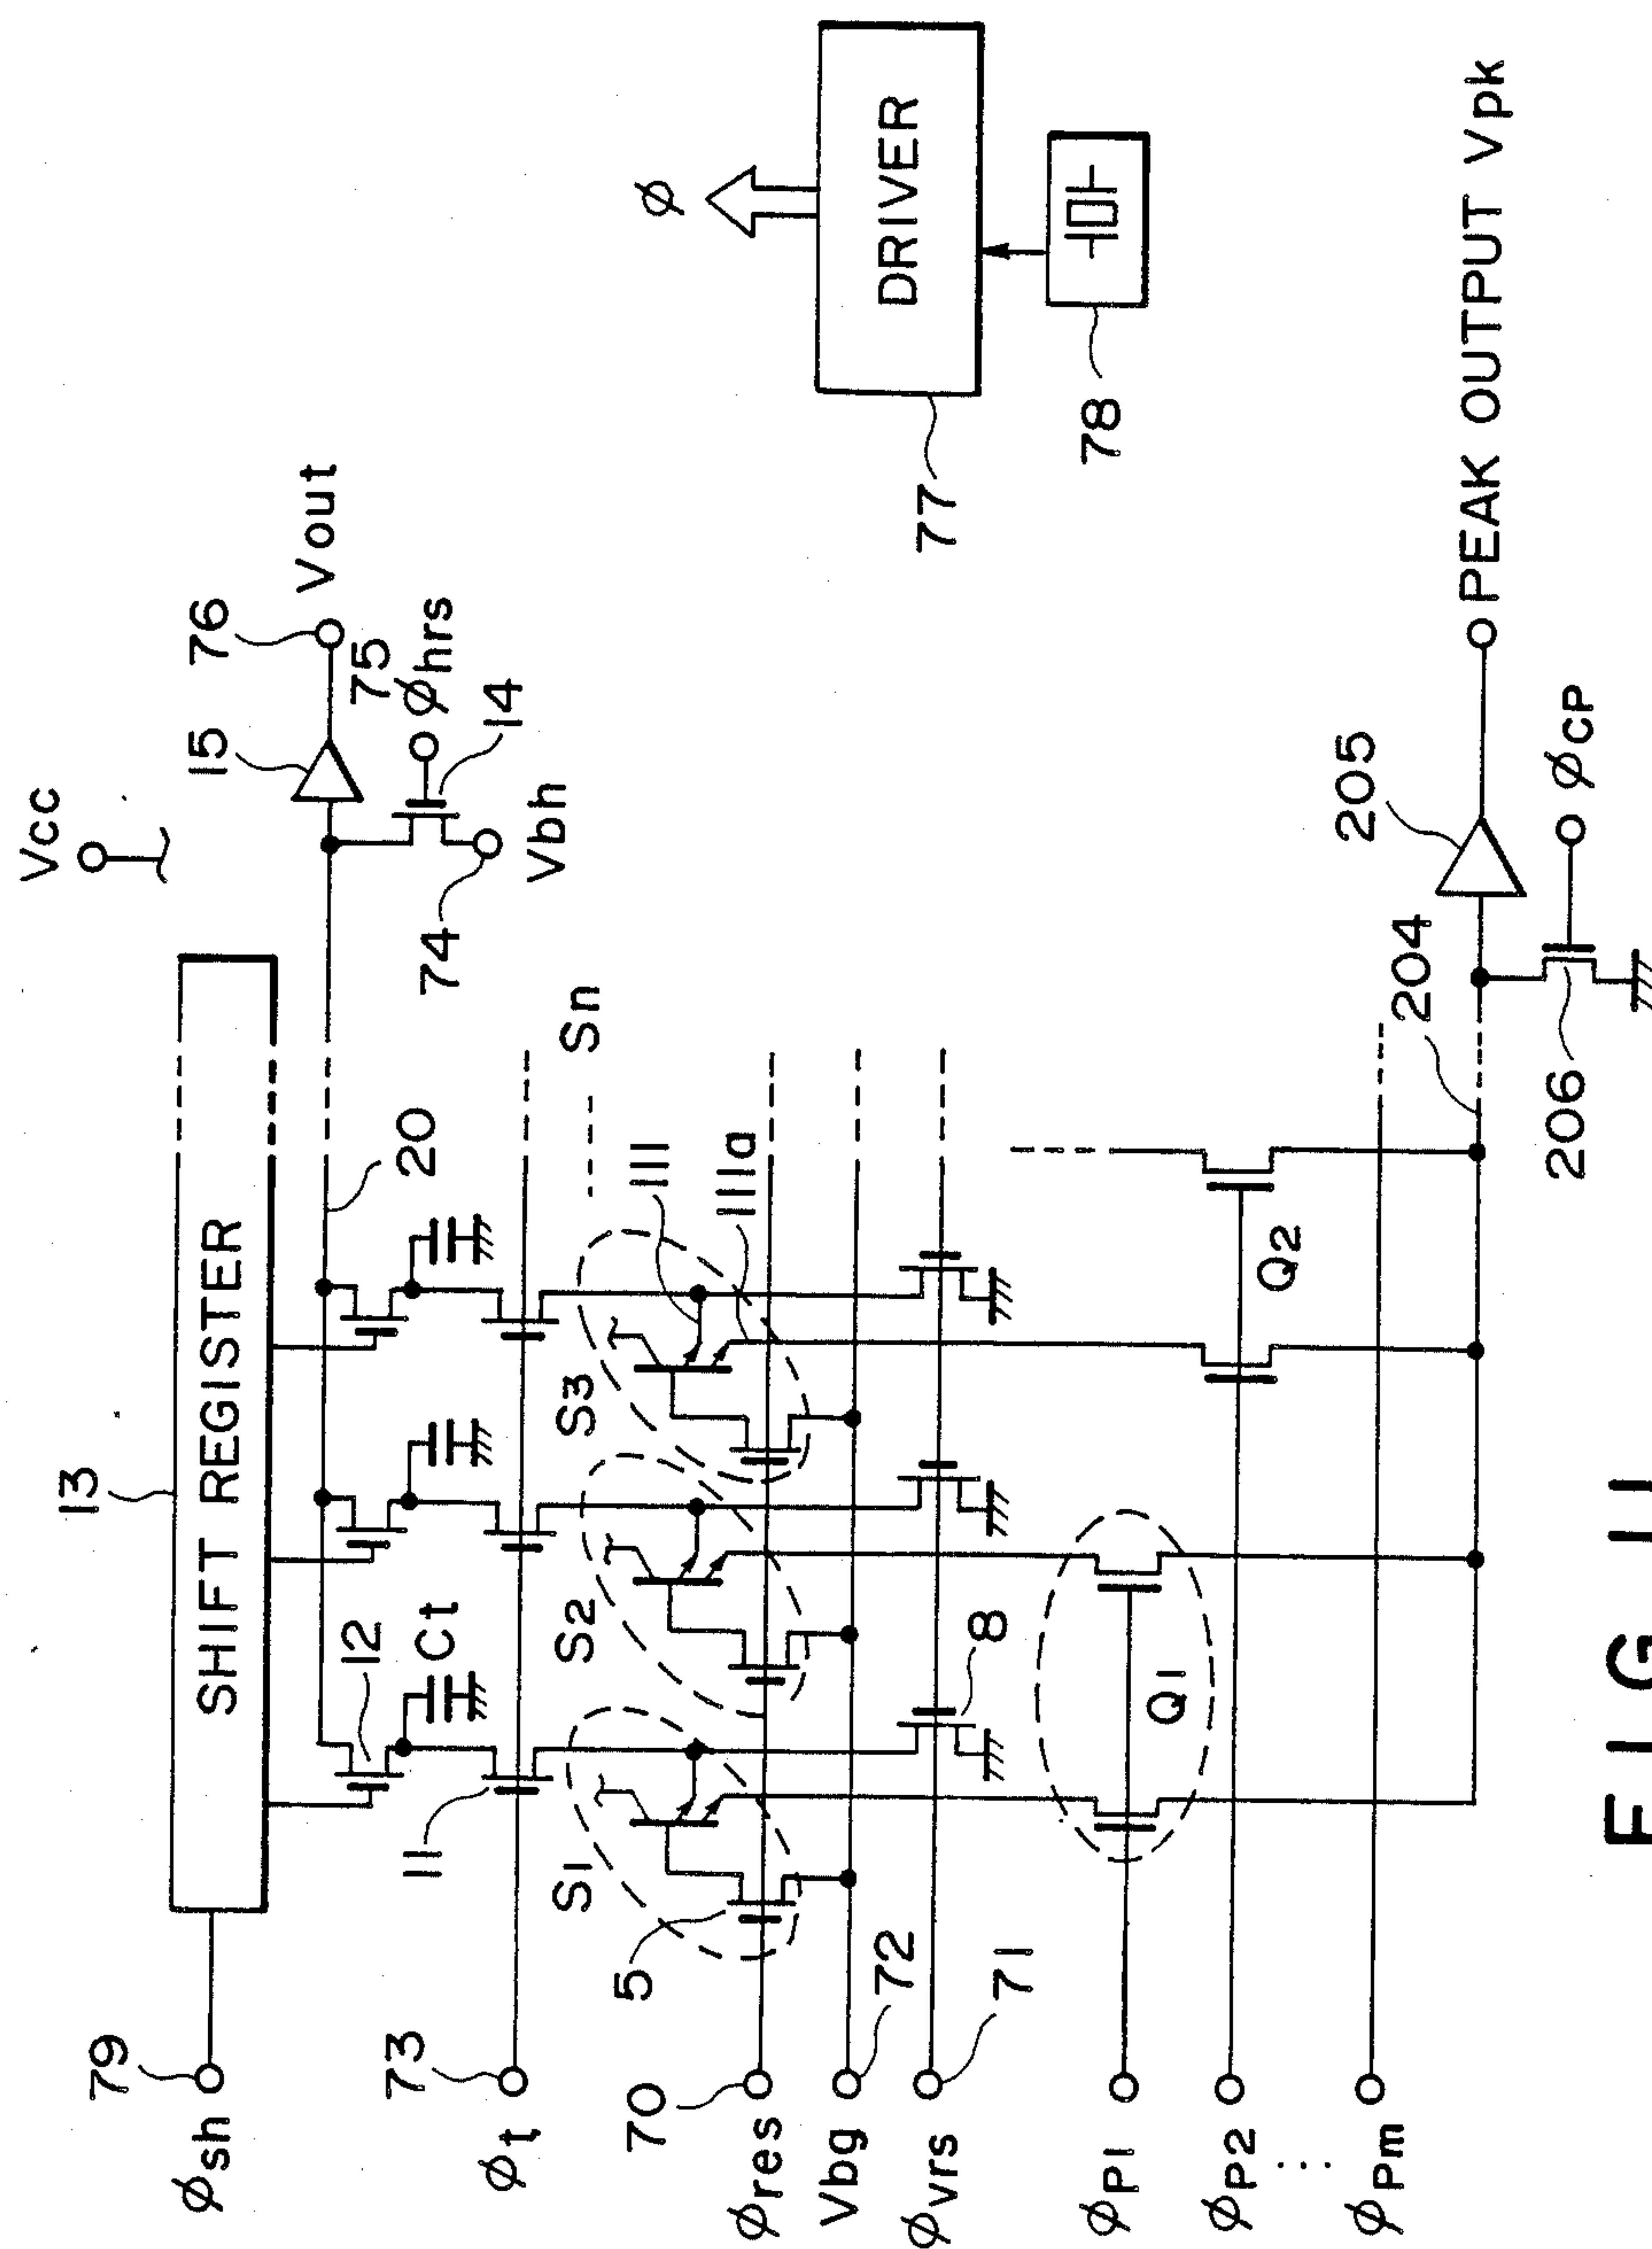 Vcc
13
SHIFT REGISTER
79
φsh
15
76
Vout
75
φhrs
14
74
Vbh
20
12
Ct
11
73
φt
Sn
S1
S2
S3
111
111a
5
70
φres
72
Vbg
71
φvrs
8
Q1
Q2
φP1
φP2
φPm
204
205
206
φCP
PEAK OUTPUT Vpk
φ
DRIVER
77
78
FIG 11